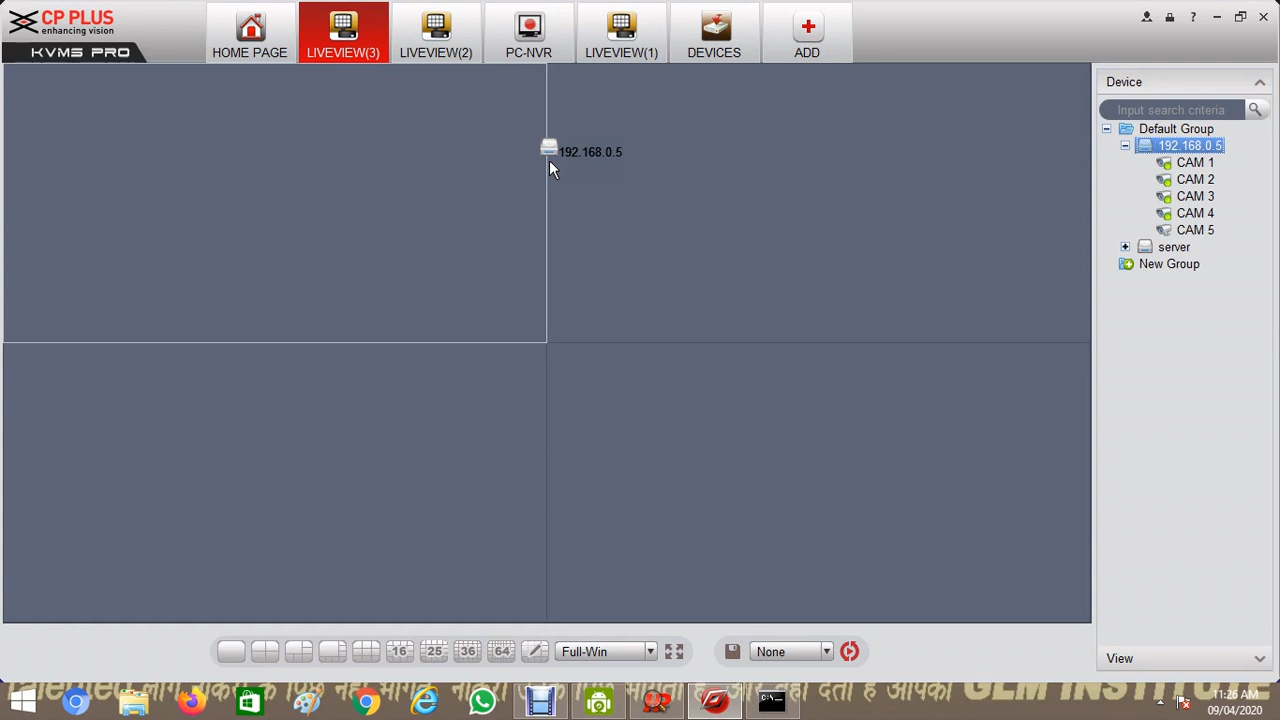 CP PLUS
enhancing vision
KVMS PRO
HOME PAGE
LIVEVIEW(3)
LIVEVIEW(2)
PC-NVR
LIVEVIEW(1)
DEVICES
ADD
?
192.168.0.5
Device
Input search criteria
Default Group
192.168.0.5
CAM 1
CAM 2
CAM 3
CAM 4
CAM 5
server
New Group
16
25
36
64
Full-Win
None
View
GLM INSTITUTE
11:26 AM
09/04/2020